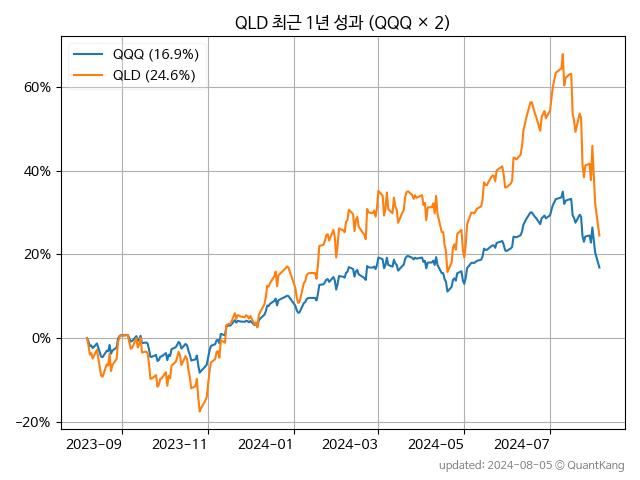 QLD 최근 1년 성과 (QQQ × 2)
QQQ (16.9%)
QLD (24.6%)
60%
40%
20%
0%
−20%
2023−09
2023−11
2024−01
2024−03
2024−05
2024−07
updated: 2024−08−05 © QuantKang